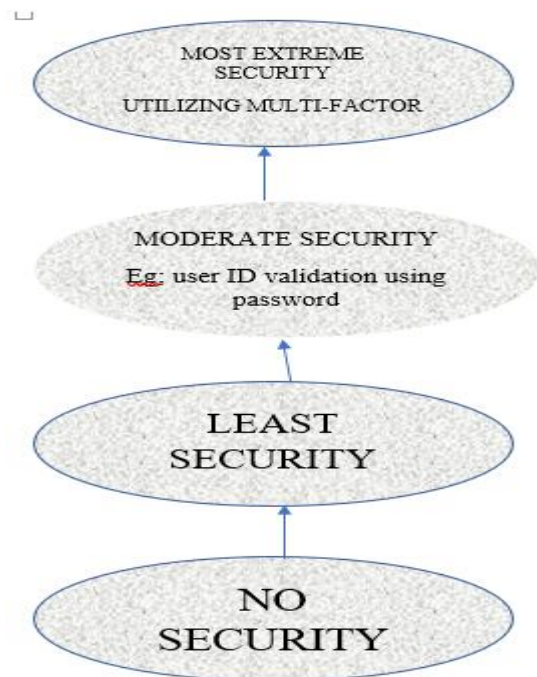 MOST EXTREME
SECURITY
UTILIZING MULTI-FACTOR
MODERATE SECURITY
Eg: user ID validation using
password
LEAST
SECURITY
NO
SECURITY